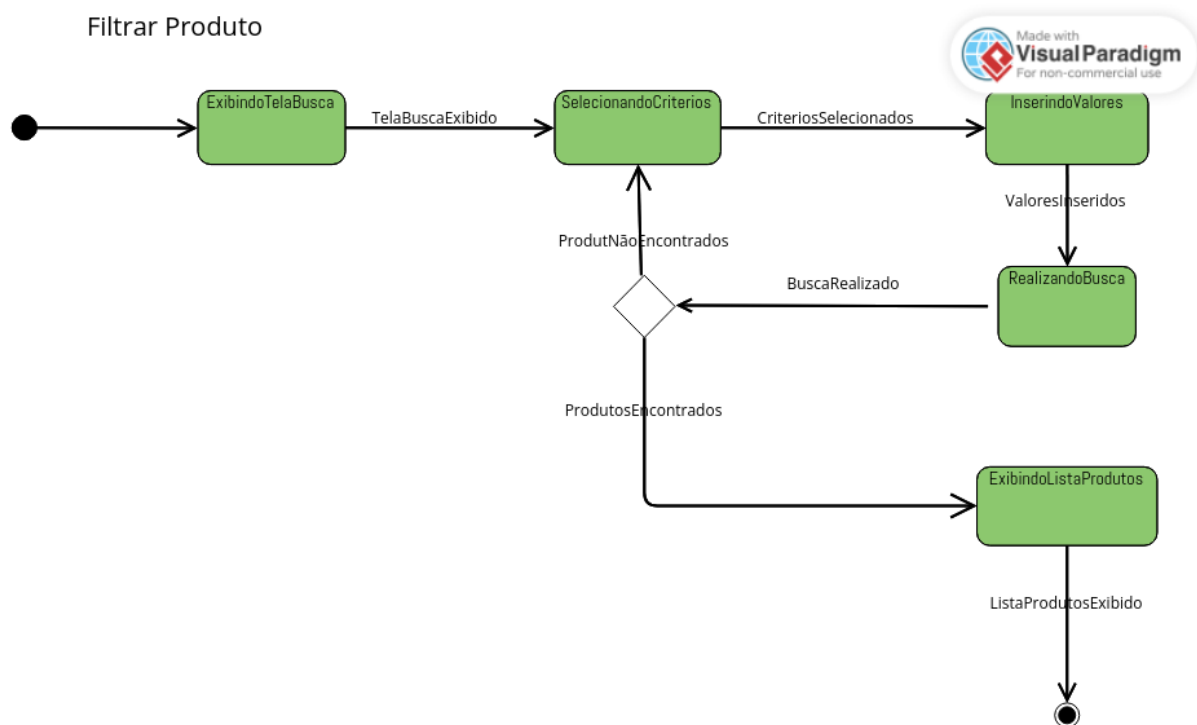 Filtrar Produto
Made with
Visual Paradigm
For non-commercial use
ExibindoTelaBusca
TelaBuscaExibido
SelecionandoCriterios
CriteriosSelecionados
InserindoValores
ValoresInseridos
ProdutNãoEncontrados
BuscaRealizado
RealizandoBusca
ProdutosEncontrados
ExibindoListaProdutos
ListaProdutosExibido